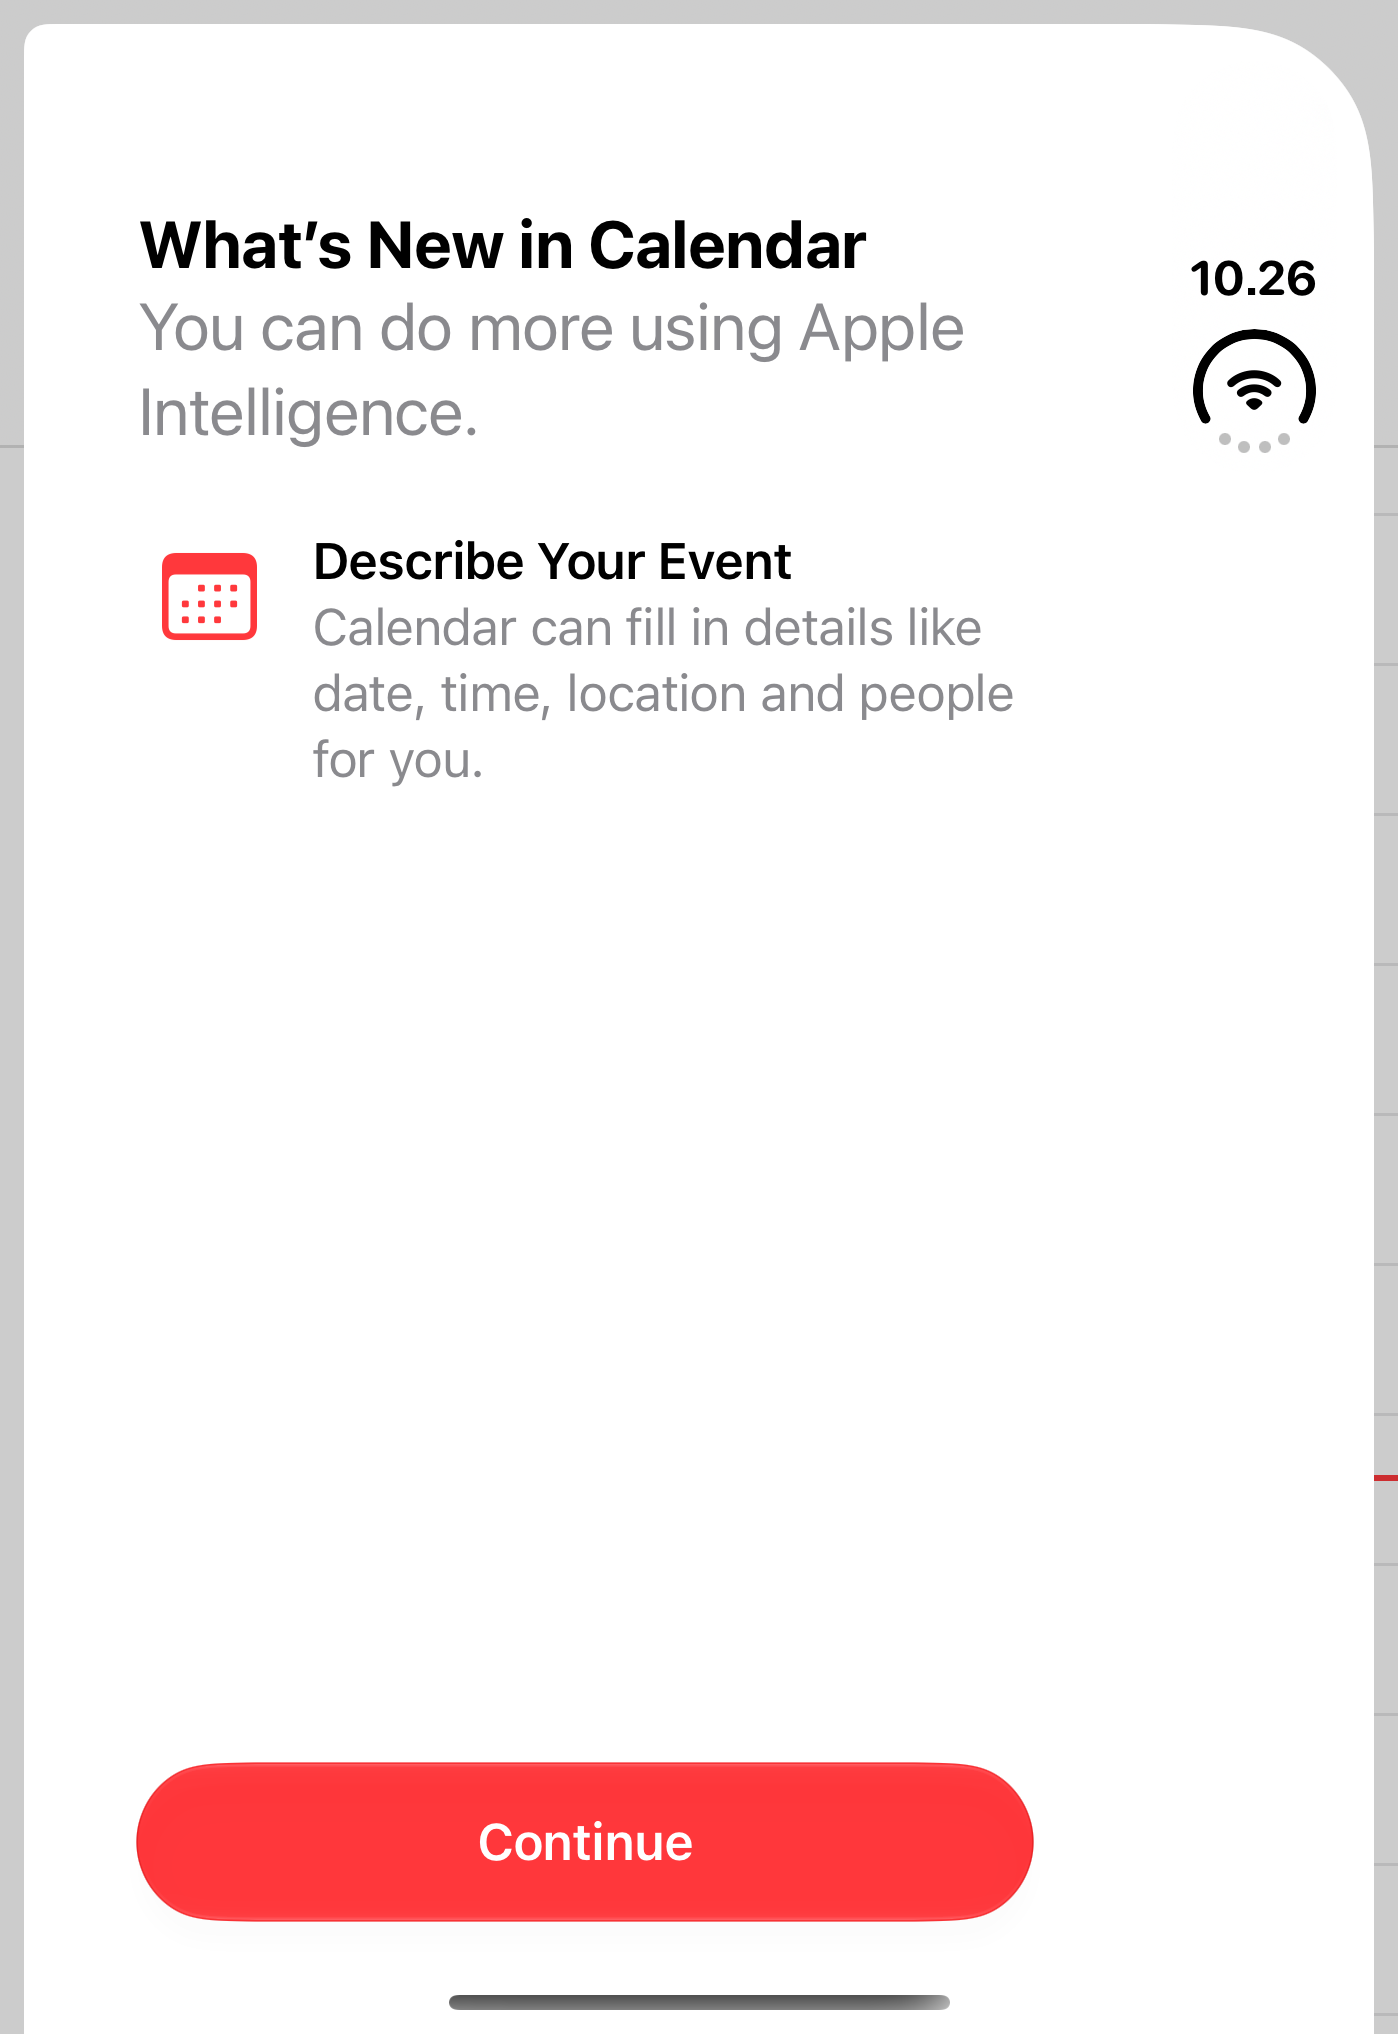 What’s New in Calendar
You can do more using Apple
Intelligence.
10.26
Describe Your Event
Calendar can fill in details like
date, time, location and people
for you.
Continue